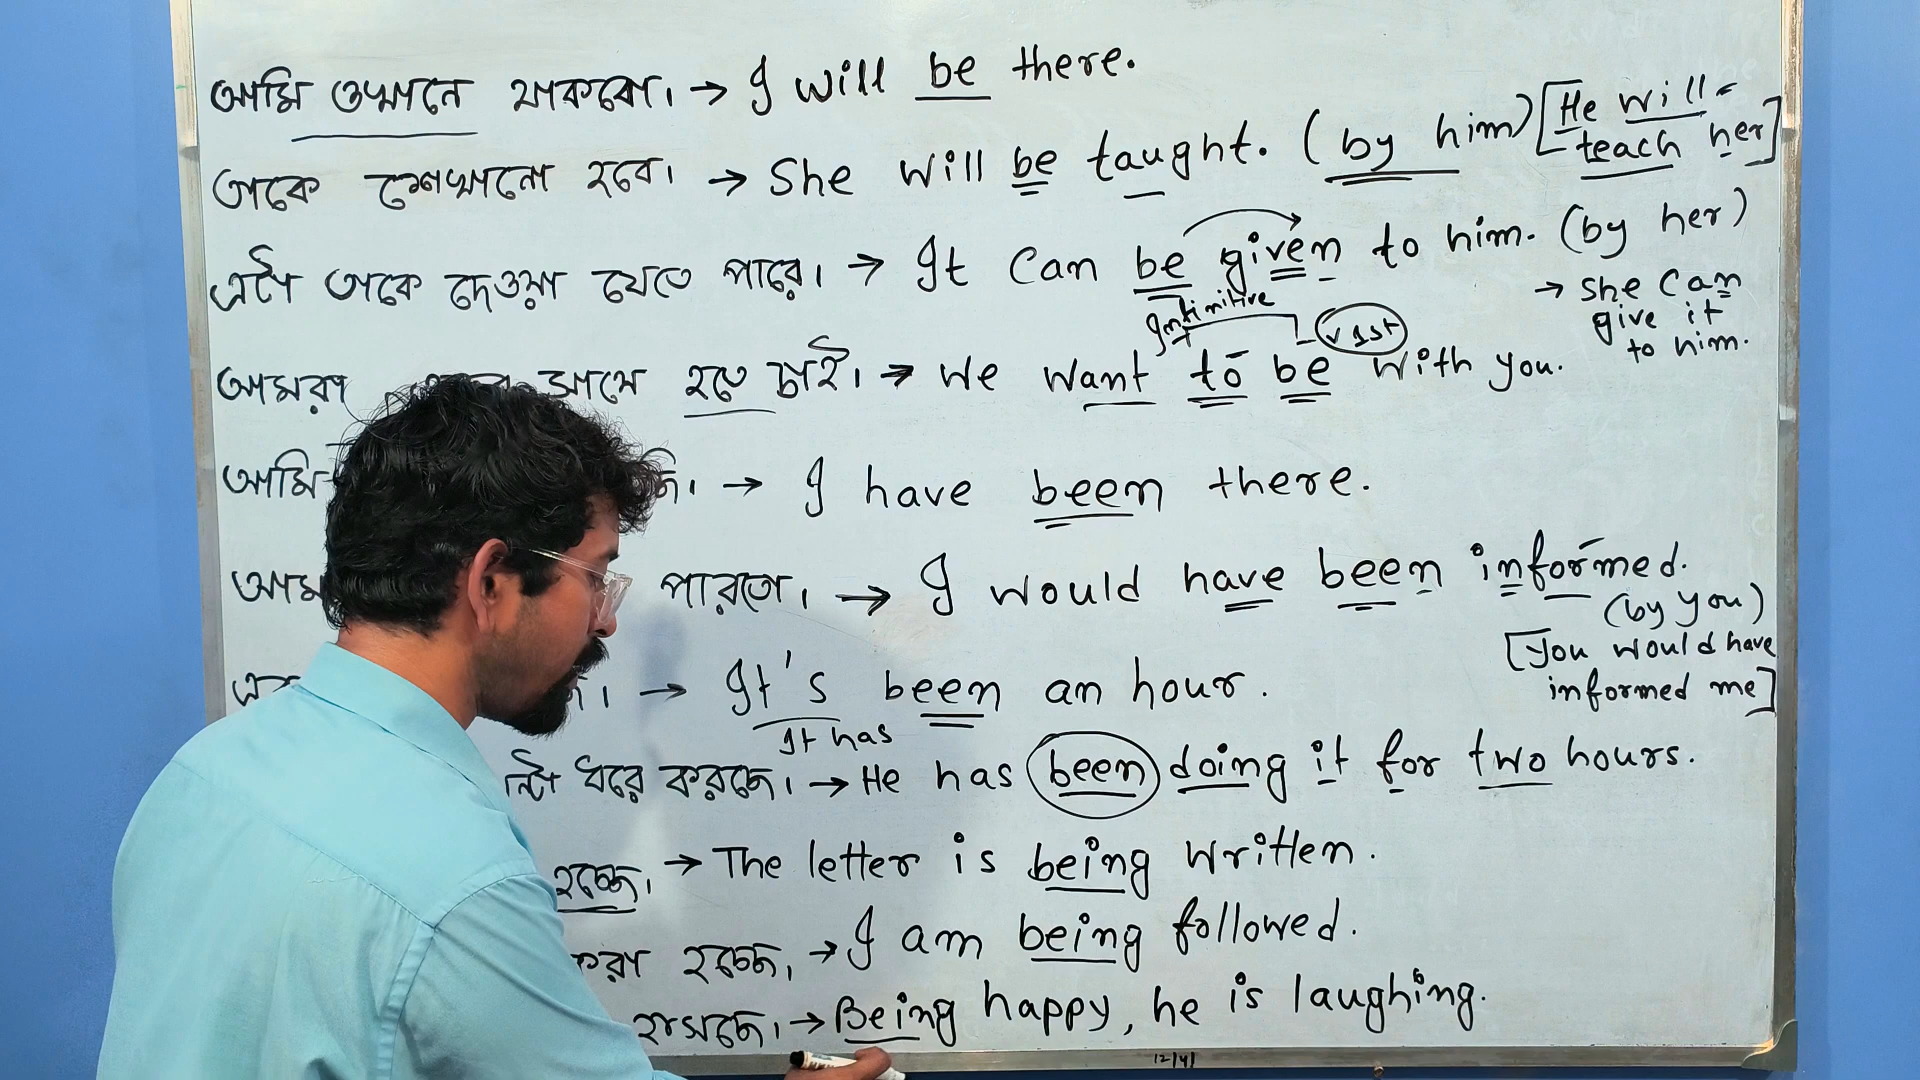 আমি ওখানে থাকবো। → I will be there.
তাকে শেখানো হবে। → She will be taught. (by him) [He will teach her]
এটা তাকে দেওয়া যেতে পারে। → It can be given to him. (by her)
→ she can give it to him.
Infinitive
V1st
আমরা সাথে হতে চাই। → We want to be with you.
আমি → I have been there.
পারতো। → I would have been informed.
(by you)
[You would have informed me]
→ It's been an hour.
It has
ধরে করছে। → He has been doing it for two hours.
হচ্ছে। → The letter is being written.
করা হচ্ছে। → I am being followed.
হাসছে। → Being happy, he is laughing.
12/4/